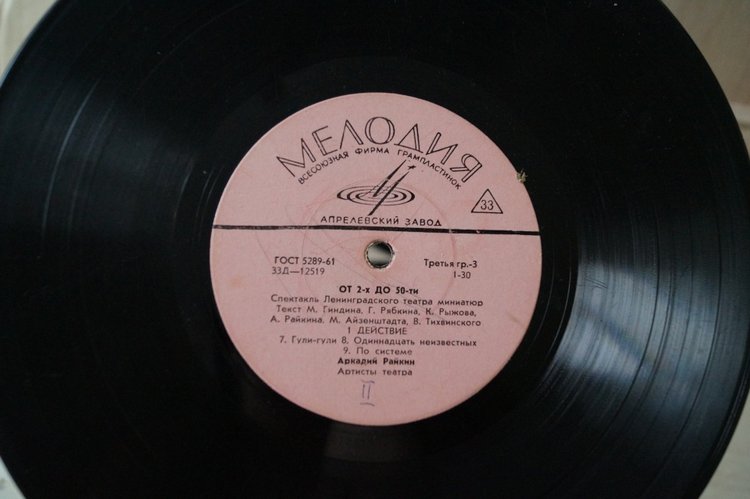 МЕЛОДИЯ
ВСЕСОЮЗНАЯ ФИРМА ГРАМПЛАСТИНОК
33
АПРЕЛЕВСКИЙ ЗАВОД
ГОСТ 5289-61 Третья гр.-3
33Д—12519 1-30
ОТ 2-х ДО 50-ти
Спектакль Ленинградского театра миниатюр
Текст М. Гиндина, Г. Рябкина, К. Рыжова,
А. Райкина, М. Айзенштадта, В. Тихвинского
1 ДЕЙСТВИЕ
7. Гули-гули 8. Одиннадцать неизвестных
9. По системе
Аркадий Райкин
Артисты театра
II